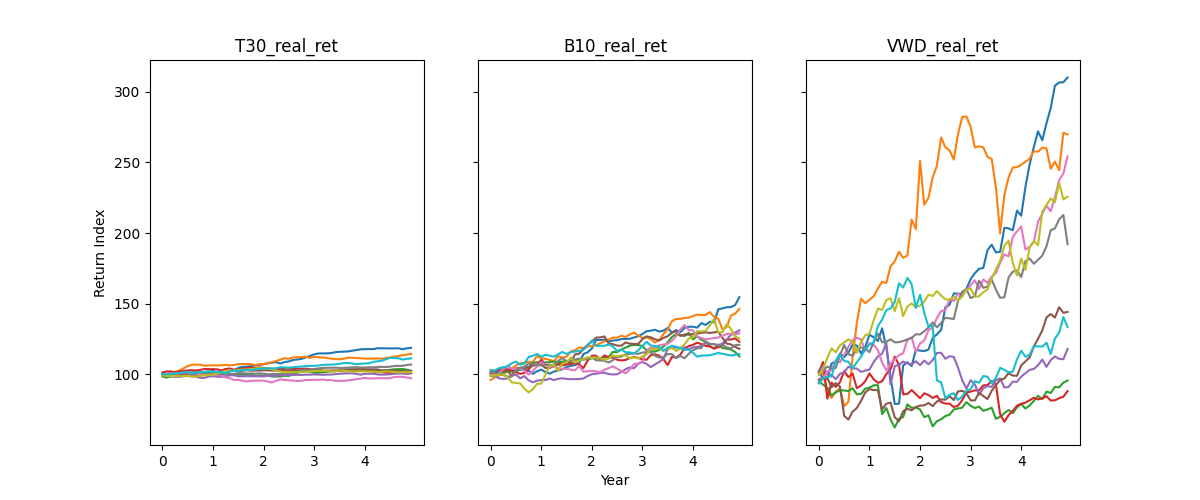 T30_real_ret
B10_real_ret
VWD_real_ret
Return Index
300
250
200
150
100
0 1 2 3 4
0 1 2 3 4
0 1 2 3 4
Year